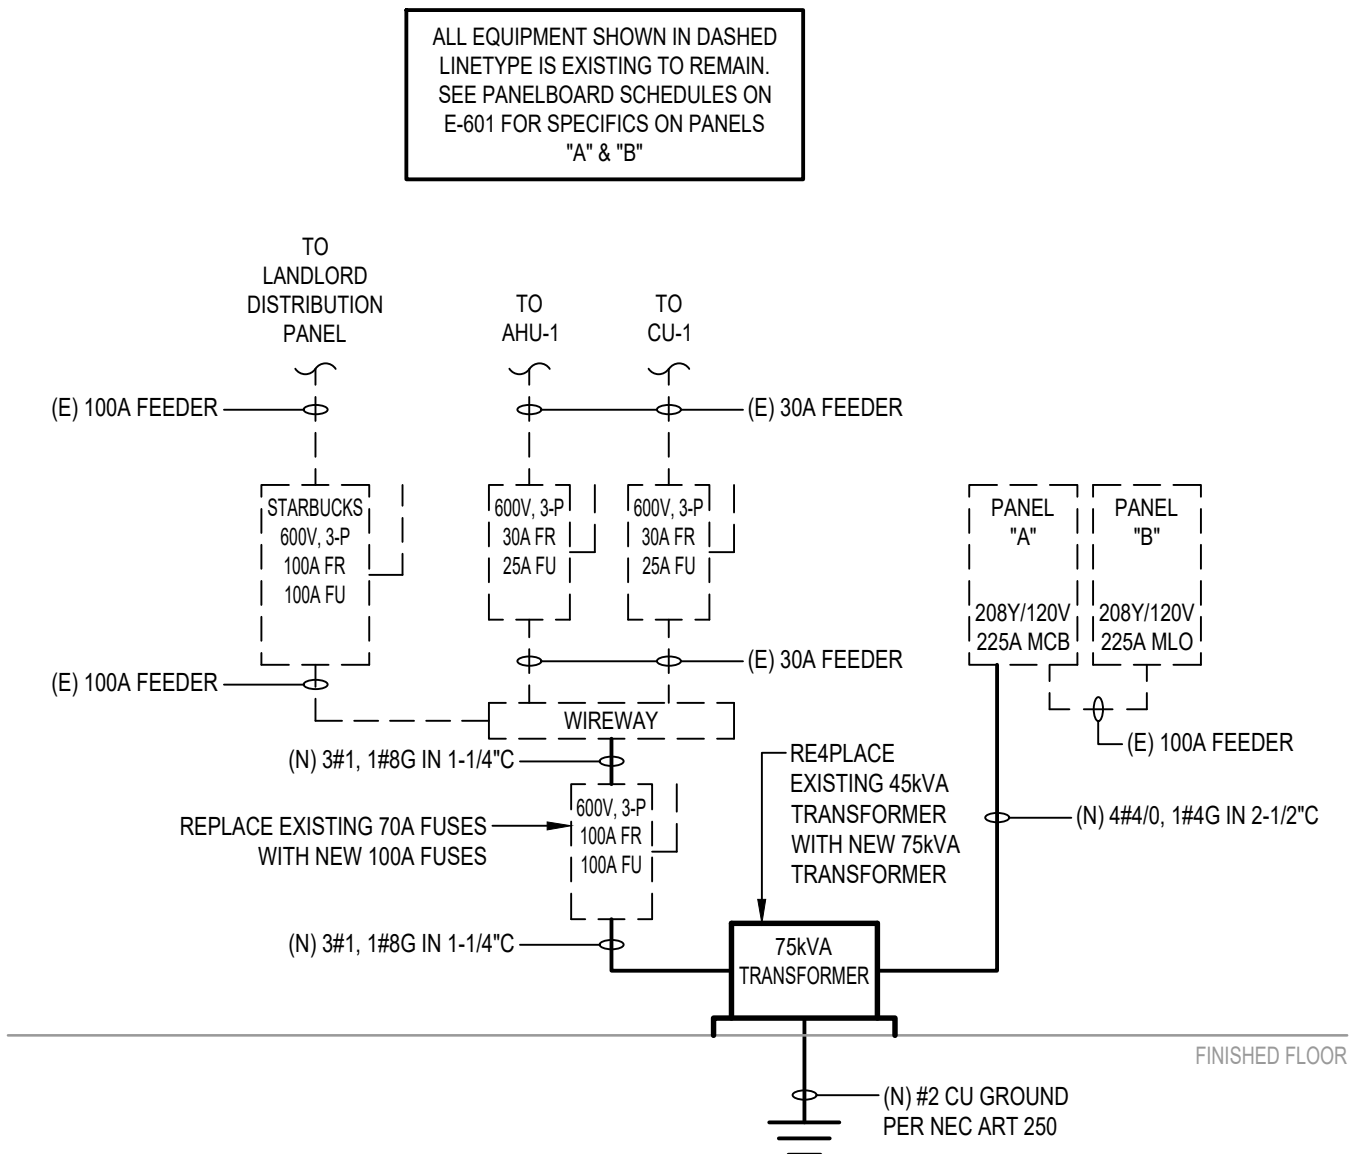 ALL EQUIPMENT SHOWN IN DASHED
LINETYPE IS EXISTING TO REMAIN.
SEE PANELBOARD SCHEDULES ON
E-601 FOR SPECIFICS ON PANELS
"A" & "B"
TO
LANDLORD
DISTRIBUTION
PANEL
TO
AHU-1
TO
CU-1
(E) 100A FEEDER
(E) 30A FEEDER
STARBUCKS
600V, 3-P
100A FR
100A FU
600V, 3-P
30A FR
25A FU
600V, 3-P
30A FR
25A FU
PANEL
"A"
208Y/120V
225A MCB
PANEL
"B"
208Y/120V
225A MLO
(E) 100A FEEDER
(E) 30A FEEDER
WIREWAY
(E) 100A FEEDER
(N) 3#1, 1#8G IN 1-1/4"C
RE4PLACE
EXISTING 45kVA
TRANSFORMER
WITH NEW 75kVA
TRANSFORMER
REPLACE EXISTING 70A FUSES
WITH NEW 100A FUSES
600V, 3-P
100A FR
100A FU
(N) 4#4/0, 1#4G IN 2-1/2"C
(N) 3#1, 1#8G IN 1-1/4"C
75kVA
TRANSFORMER
FINISHED FLOOR
(N) #2 CU GROUND
PER NEC ART 250